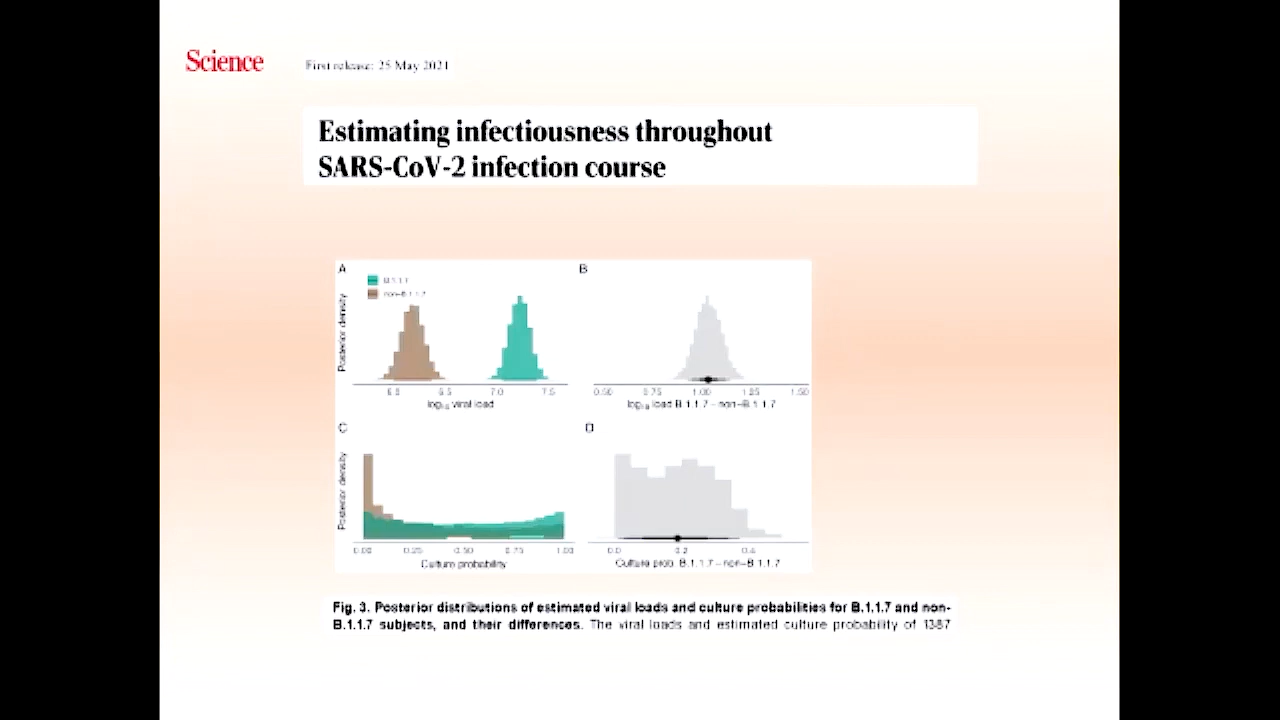 Science
First release: 25 May 2021
Estimating infectiousness throughout
SARS-CoV-2 infection course
A
B
B.1.1.7
non-B.1.1.7
Posterior density
6.0 6.5 7.0 7.5
log₁₀ viral load
0.50 0.75 1.00 1.25 1.50
log₁₀ load B.1.1.7 - non-B.1.1.7
C
D
Posterior density
0.00 0.25 0.50 0.75 1.00
Culture probability
0.0 0.2 0.4
Culture prob. B.1.1.7 - non-B.1.1.7
Fig. 3. Posterior distributions of estimated viral loads and culture probabilities for B.1.1.7 and non-
B.1.1.7 subjects, and their differences. The viral loads and estimated culture probability of 1387